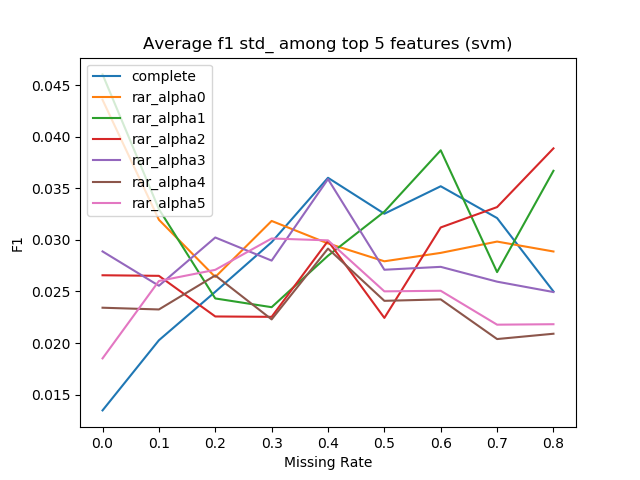 Average f1 std_ among top 5 features (svm)
complete
rar_alpha0
rar_alpha1
rar_alpha2
rar_alpha3
rar_alpha4
rar_alpha5
F1
0.045
0.040
0.035
0.030
0.025
0.020
0.015
0.0 0.1 0.2 0.3 0.4 0.5 0.6 0.7 0.8
Missing Rate